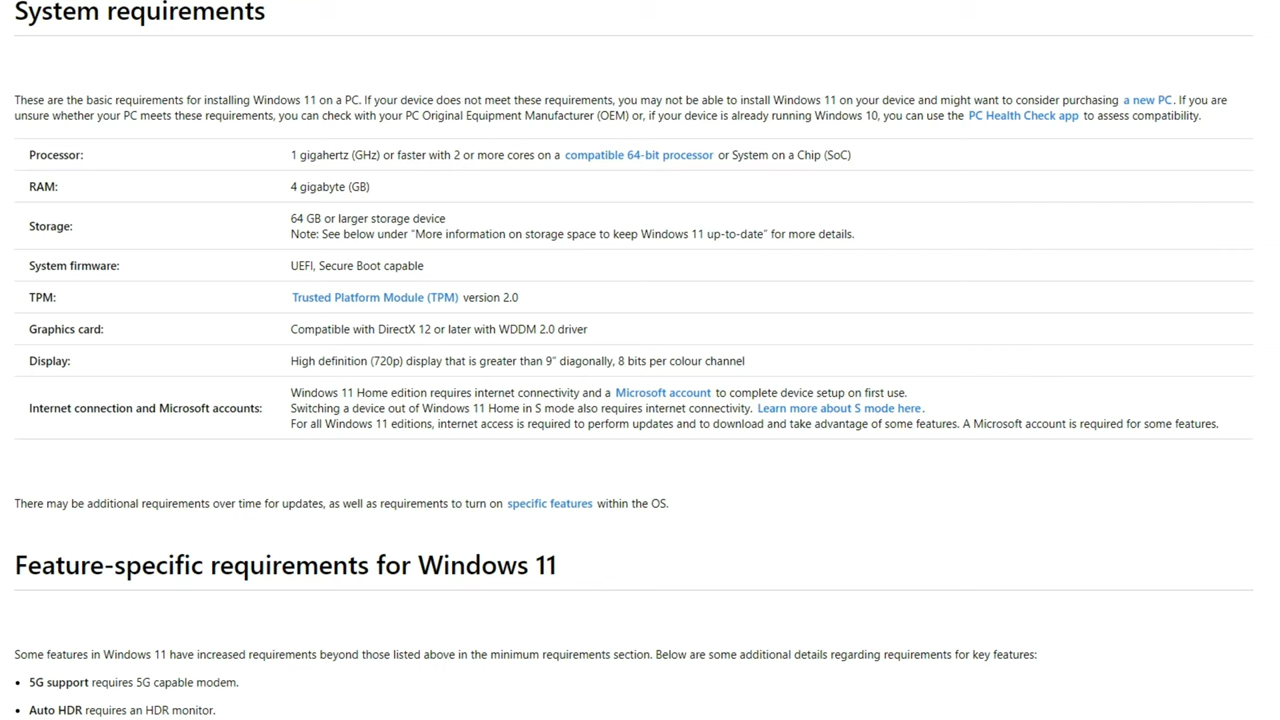 System requirements
These are the basic requirements for installing Windows 11 on a PC. If your device does not meet these requirements, you may not be able to install Windows 11 on your device and might want to consider purchasing a new PC. If you are
unsure whether your PC meets these requirements, you can check with your PC Original Equipment Manufacturer (OEM) or, if your device is already running Windows 10, you can use the PC Health Check app to assess compatibility.
Processor: 1 gigahertz (GHz) or faster with 2 or more cores on a compatible 64-bit processor or System on a Chip (SoC)
RAM: 4 gigabyte (GB)
Storage: 64 GB or larger storage device
Note: See below under “More information on storage space to keep Windows 11 up-to-date” for more details.
System firmware: UEFI, Secure Boot capable
TPM: Trusted Platform Module (TPM) version 2.0
Graphics card: Compatible with DirectX 12 or later with WDDM 2.0 driver
Display: High definition (720p) display that is greater than 9” diagonally, 8 bits per colour channel
Internet connection and Microsoft accounts: Windows 11 Home edition requires internet connectivity and a Microsoft account to complete device setup on first use.
Switching a device out of Windows 11 Home in S mode also requires internet connectivity. Learn more about S mode here.
For all Windows 11 editions, internet access is required to perform updates and to download and take advantage of some features. A Microsoft account is required for some features.
There may be additional requirements over time for updates, as well as requirements to turn on specific features within the OS.
Feature-specific requirements for Windows 11
Some features in Windows 11 have increased requirements beyond those listed above in the minimum requirements section. Below are some additional details regarding requirements for key features:
• 5G support requires 5G capable modem.
• Auto HDR requires an HDR monitor.